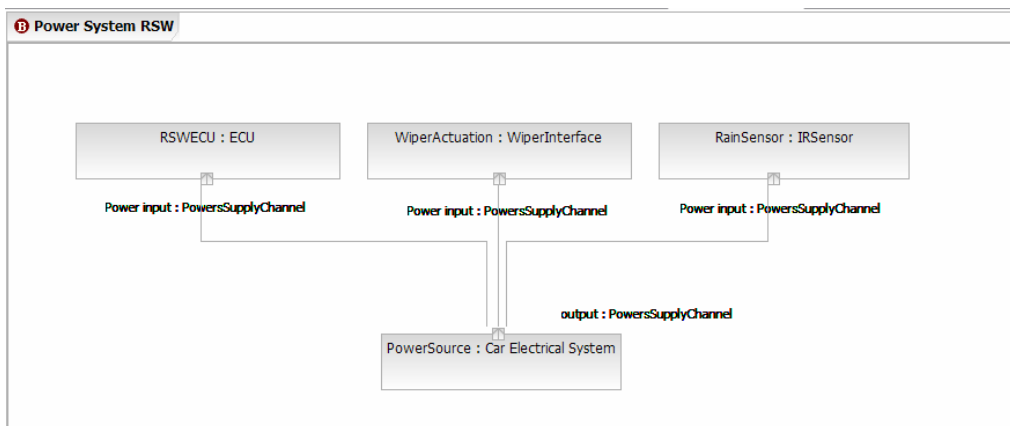 B Power System RSW
RSWECU : ECU
WiperActuation : WiperInterface
RainSensor : IRSensor
Power input : PowersSupplyChannel
Power input : PowersSupplyChannel
Power input : PowersSupplyChannel
output : PowersSupplyChannel
PowerSource : Car Electrical System